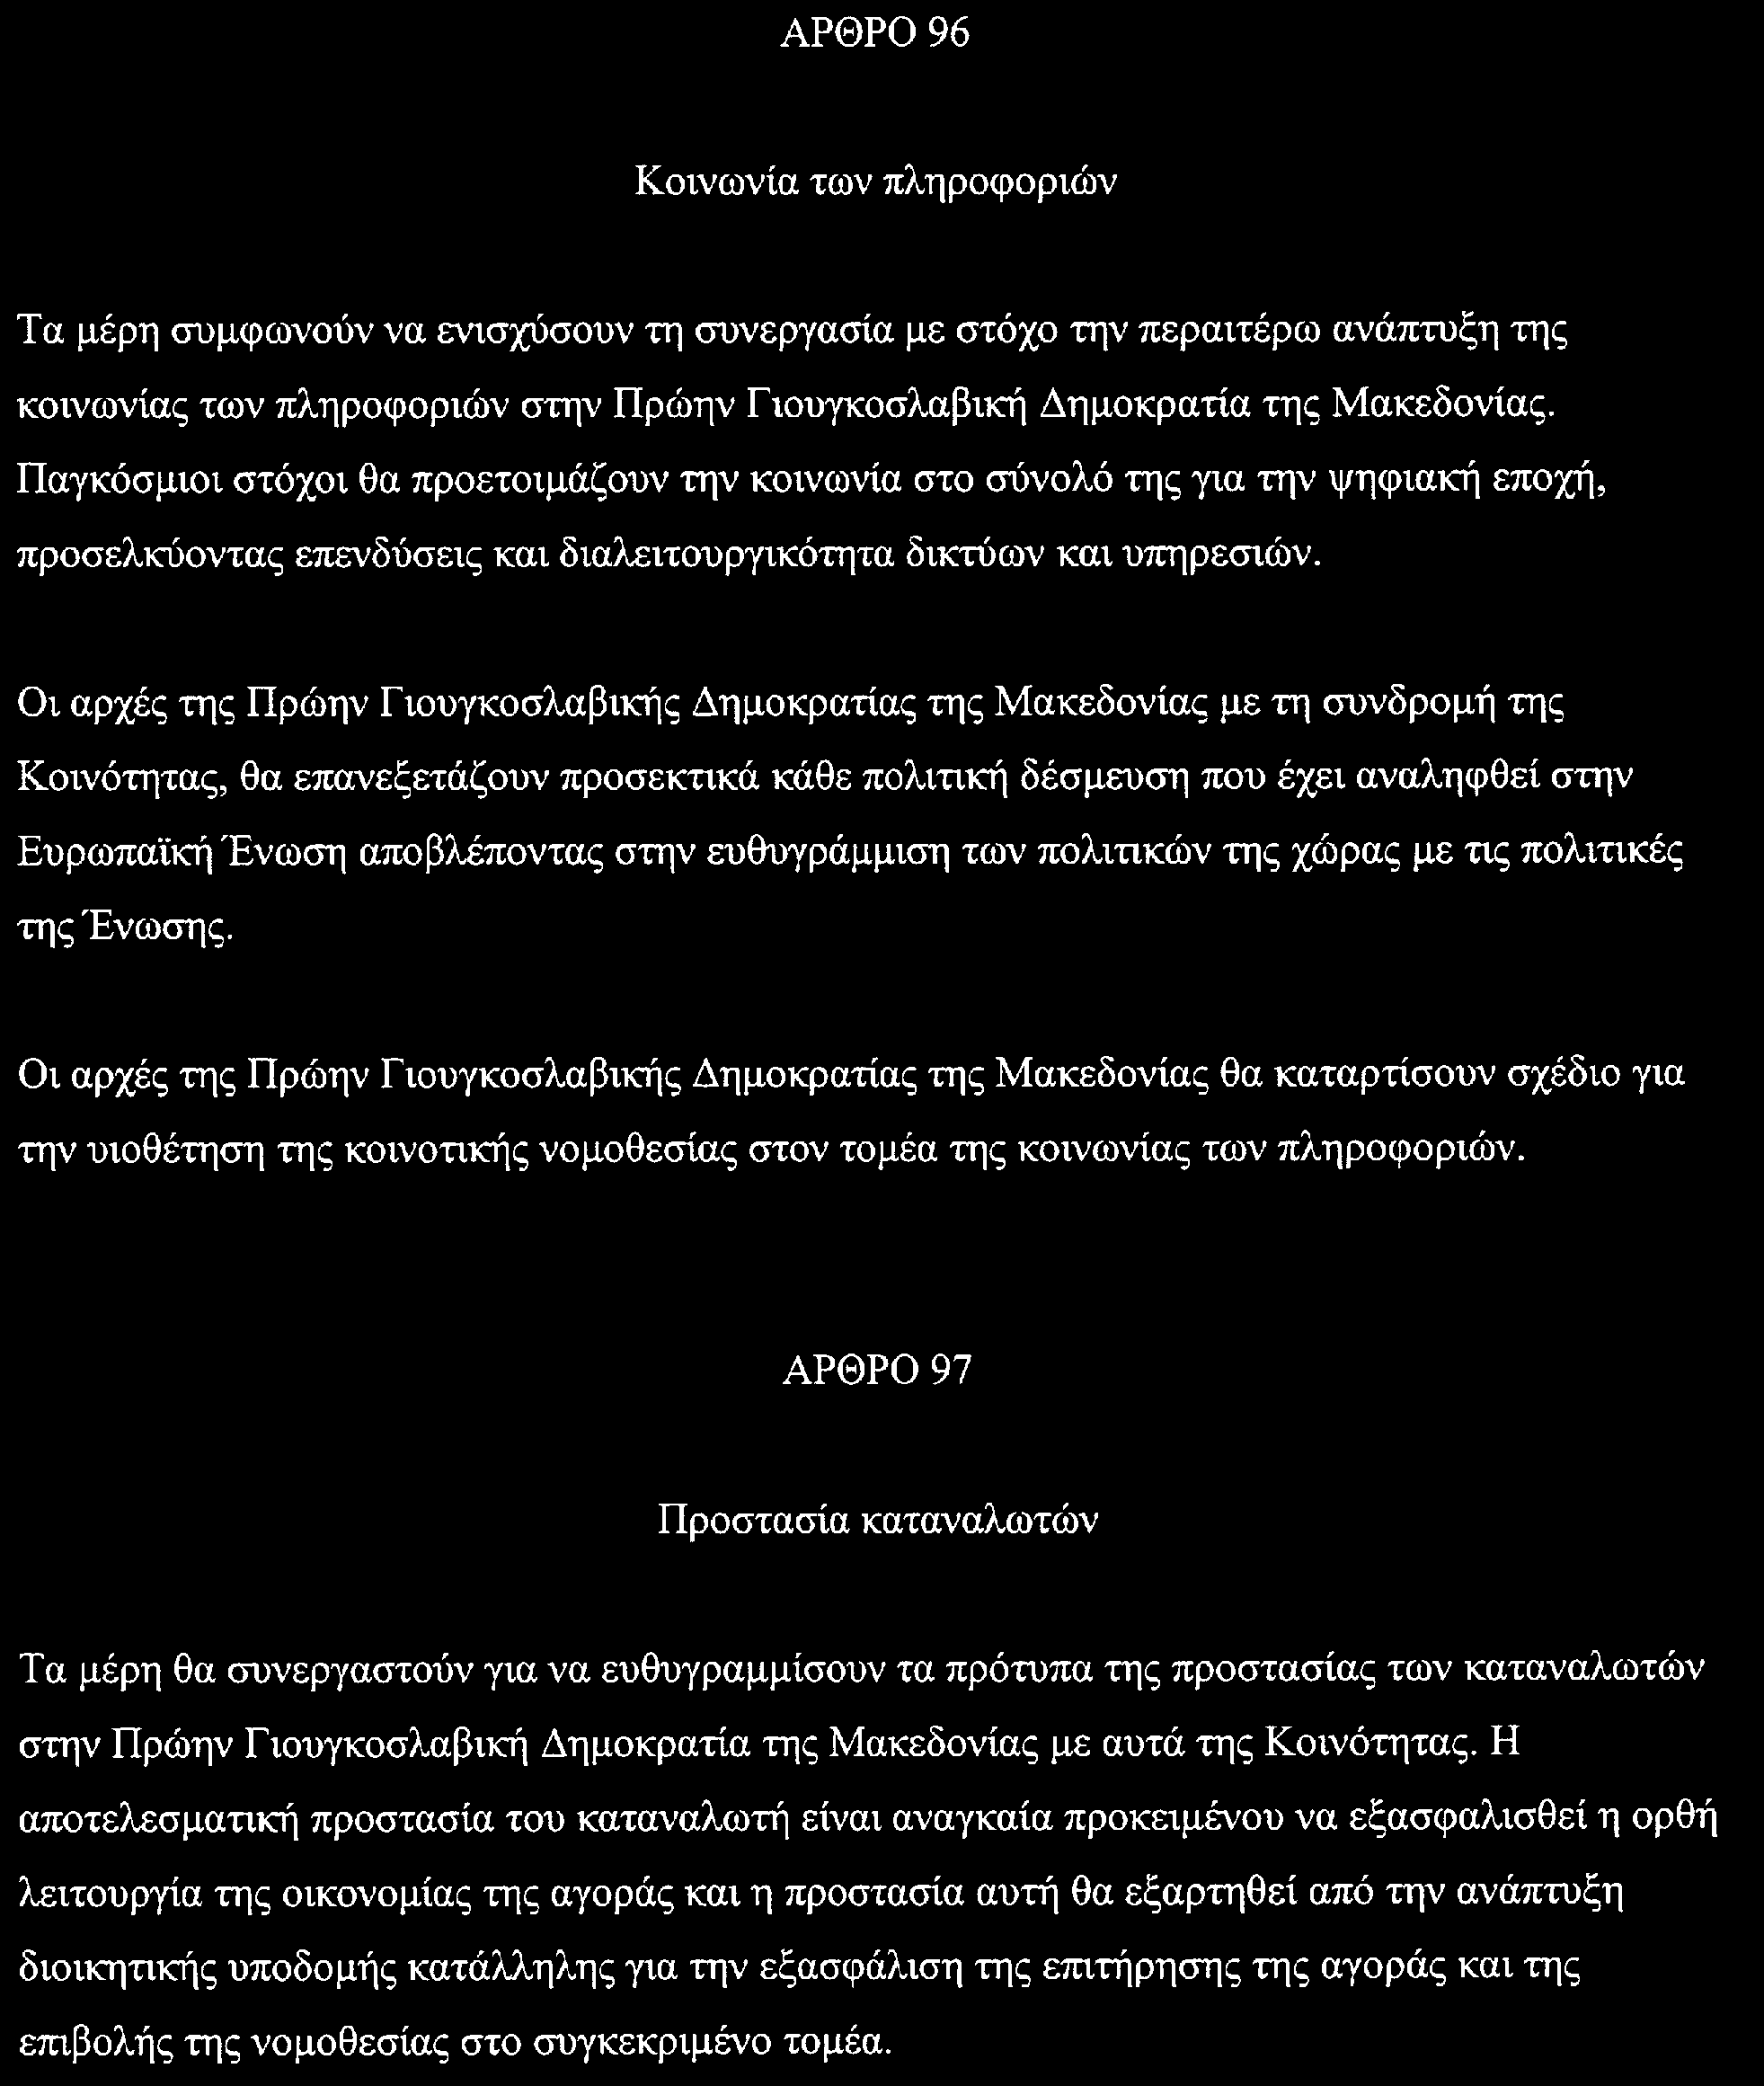 ΑΡΘΡΟ 96
Κοινωνία των πληροφοριών
Τα μέρη συμφωνούν να ενισχύσουν τη συνεργασία με στόχο την περαιτέρω ανάπτυξη της
κοινωνίας των πληροφοριών στην Πρώην Γιουγκοσλαβική Δημοκρατία της Μακεδονίας.
Παγκόσμιοι στόχοι θα προετοιμάζουν την κοινωνία στο σύνολό της για την ψηφιακή εποχή,
προσελκύοντας επενδύσεις και διαλειτουργικότητα δικτύων και υπηρεσιών.
Οι αρχές της Πρώην Γιουγκοσλαβικής Δημοκρατίας της Μακεδονίας με τη συνδρομή της
Κοινότητας, θα επανεξετάζουν προσεκτικά κάθε πολιτική δέσμευση που έχει αναληφθεί στην
Ευρωπαϊκή Ένωση αποβλέποντας στην ευθυγράμμιση των πολιτικών της χώρας με τις πολιτικές
της Ένωσης.
Οι αρχές της Πρώην Γιουγκοσλαβικής Δημοκρατίας της Μακεδονίας θα καταρτίσουν σχέδιο για
την υιοθέτηση της κοινοτικής νομοθεσίας στον τομέα της κοινωνίας των πληροφοριών.
ΑΡΘΡΟ 97
Προστασία καταναλωτών
Τα μέρη θα συνεργαστούν για να ευθυγραμμίσουν τα πρότυπα της προστασίας των καταναλωτών
στην Πρώην Γιουγκοσλαβική Δημοκρατία της Μακεδονίας με αυτά της Κοινότητας. Η
αποτελεσματική προστασία του καταναλωτή είναι αναγκαία προκειμένου να εξασφαλισθεί η ορθή
λειτουργία της οικονομίας της αγοράς και η προστασία αυτή θα εξαρτηθεί από την ανάπτυξη
διοικητικής υποδομής κατάλληλης για την εξασφάλιση της επιτήρησης της αγοράς και της
επιβολής της νομοθεσίας στο συγκεκριμένο τομέα.